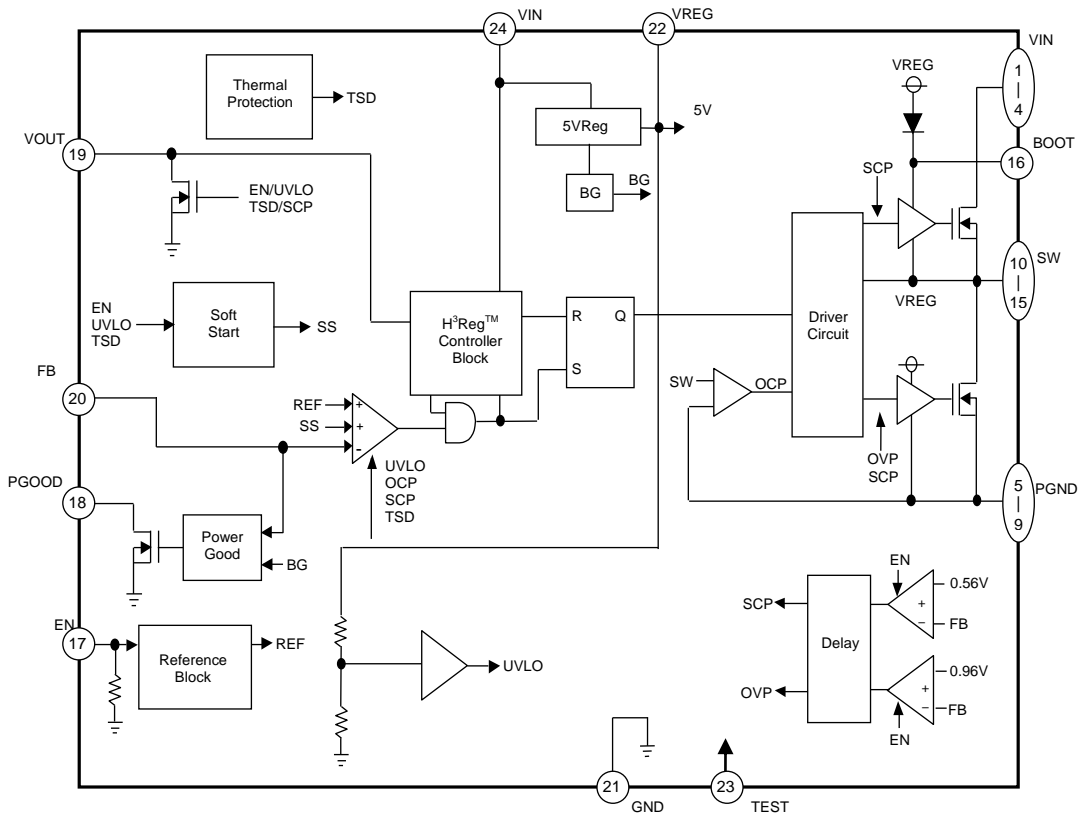 VIN
24
VREG
22
VIN
1
4
Thermal
Protection
TSD
VREG
5VReg
5V
VOUT
19
BOOT
16
EN/UVLO
TSD/SCP
BG
BG
SCP
SW
10
15
EN
UVLO
TSD
Soft
Start
SS
H³Reg™
Controller
Block
R
Q
S
Driver
Circuit
VREG
FB
20
REF
SS
+
+
-
SW
OCP
UVLO
OCP
SCP
TSD
OVP
SCP
PGOOD
18
Power
Good
BG
5
9
PGND
EN
17
Reference
Block
REF
UVLO
EN
0.56V
+
−
FB
SCP
Delay
OVP
0.96V
+
−
FB
EN
21
GND
23
TEST